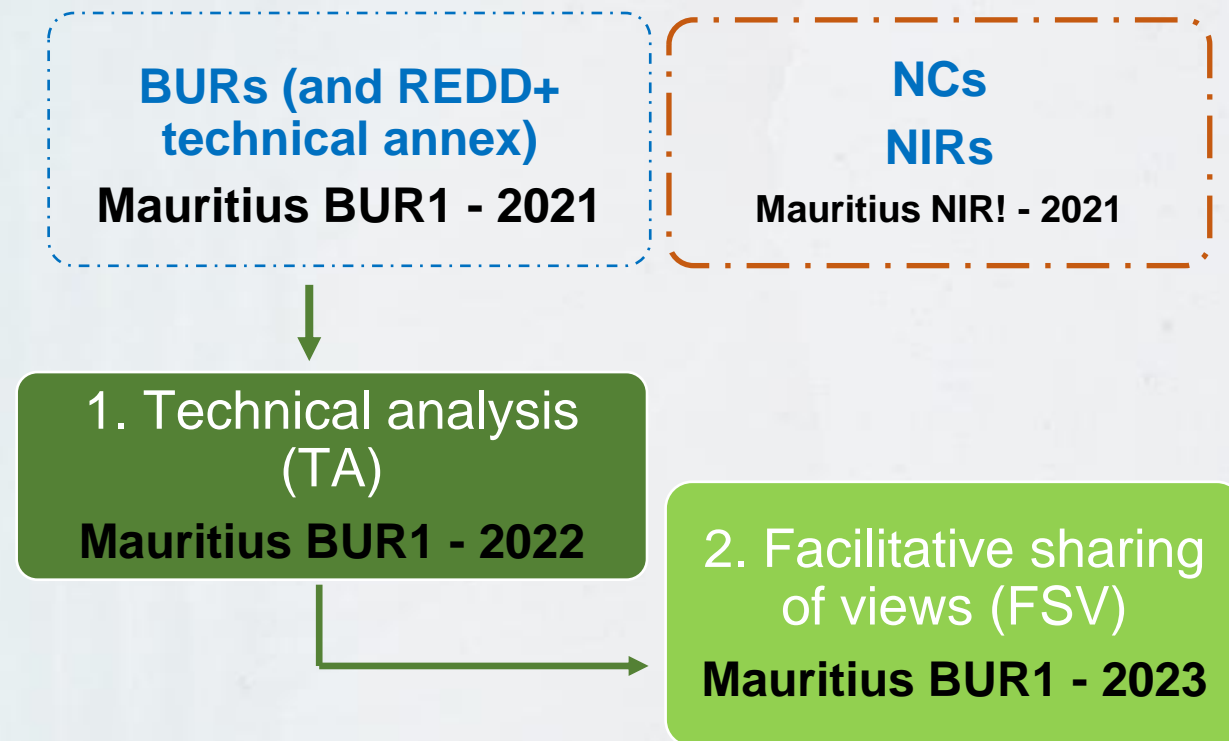 BURs (and REDD+
technical annex)
Mauritius BUR1 - 2021
NCs
NIRs
Mauritius NIR! - 2021
1. Technical analysis
(TA)
Mauritius BUR1 - 2022
2. Facilitative sharing
of views (FSV)
Mauritius BUR1 - 2023